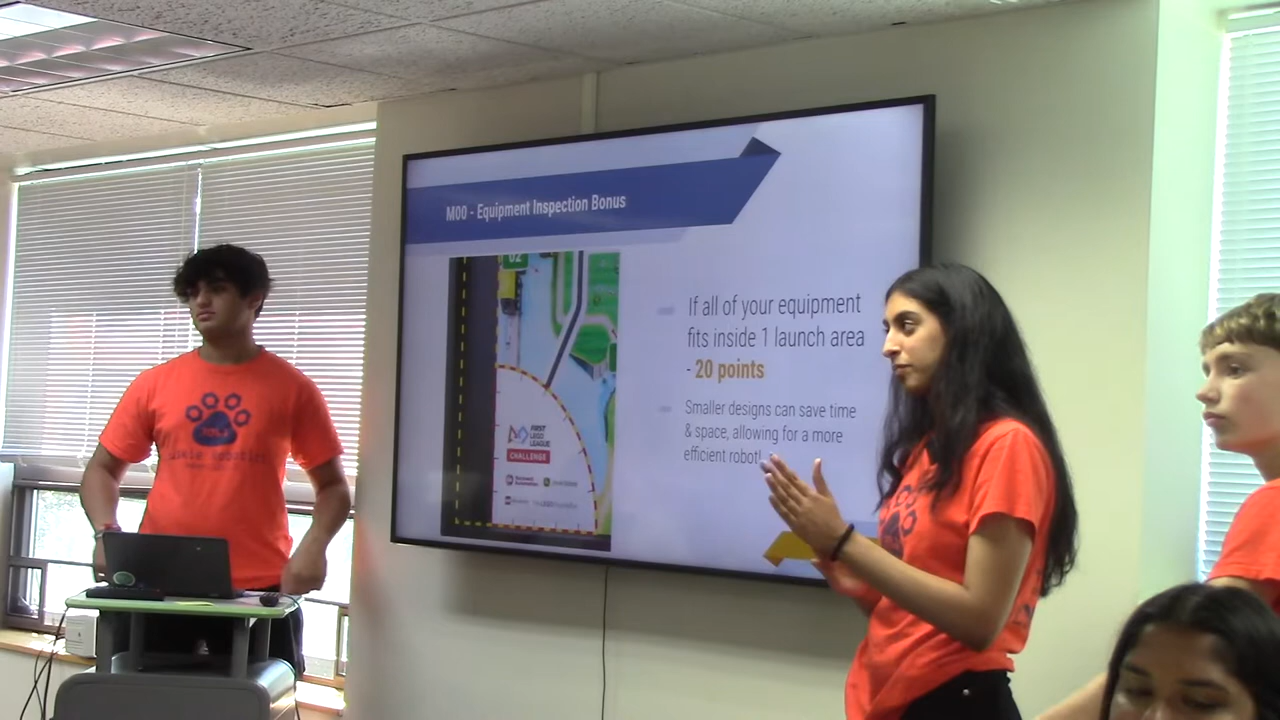 M00 - Equipment Inspection Bonus
02
If all of your equipment
fits inside 1 launch area
- 20 points
Smaller designs can save time
& space, allowing for a more
efficient robot!
FIRST
LEGO
LEAGUE
CHALLENGE